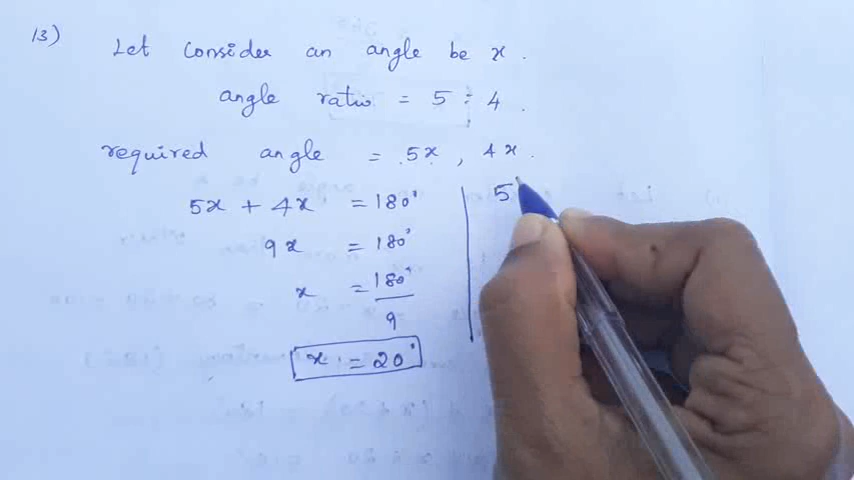 13) Let consider an angle be x.
angle ratio = 5 : 4.
required angle = 5x, 4x.
5x + 4x = 180°
9x = 180°
x = 180°/9
x = 20°
5